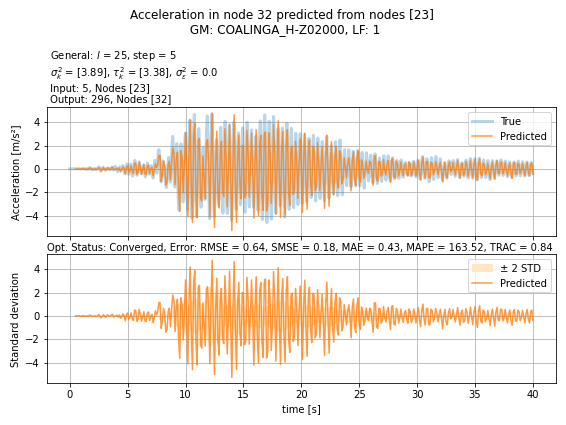 Acceleration in node 32 predicted from nodes [23]
GM: COALINGA_H-Z02000, LF: 1
General: l = 25, step = 5
σ²ₖ = [3.89], τ²ₖ = [3.38], σ²ε = 0.0
Input: 5, Nodes [23]
Output: 296, Nodes [32]
Acceleration [m/s²]
4
2
0
−2
−4
True
Predicted
Opt. Status: Converged, Error: RMSE = 0.64, SMSE = 0.18, MAE = 0.43, MAPE = 163.52, TRAC = 0.84
Standard deviation
4
2
0
−2
−4
± 2 STD
Predicted
0 5 10 15 20 25 30 35 40
time [s]